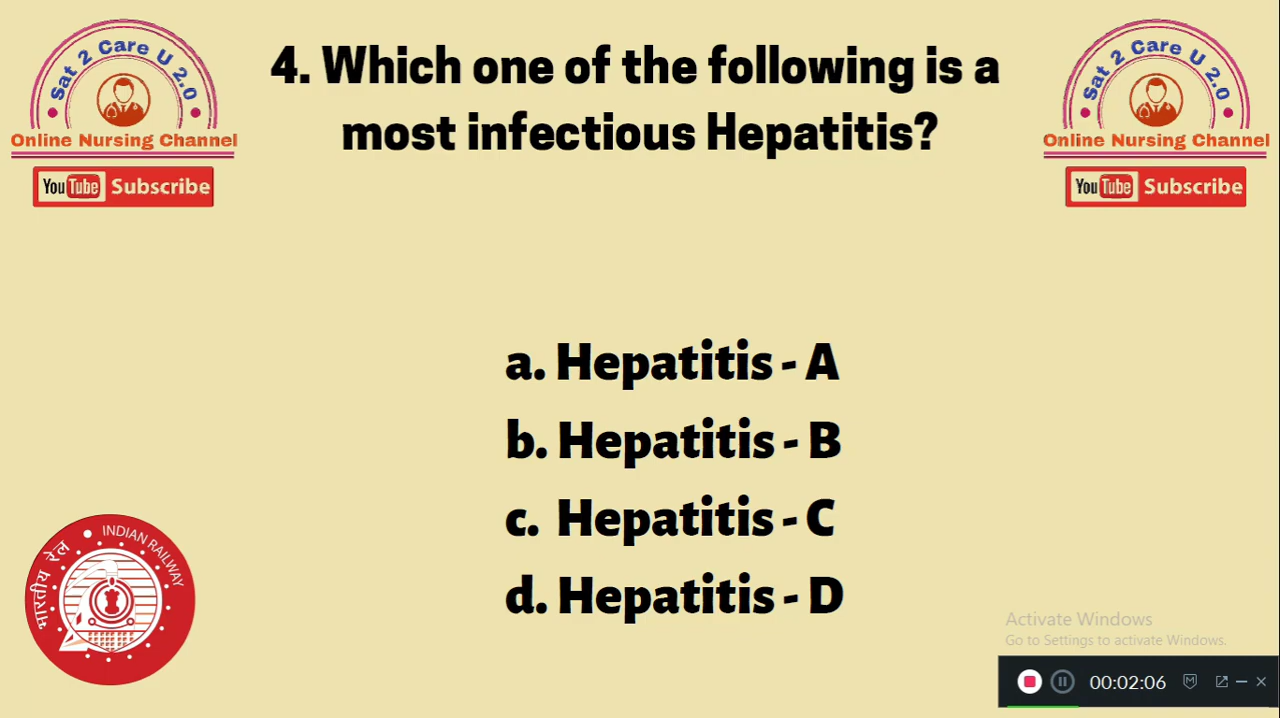 Sat 2 Care U 2.0
Online Nursing Channel
YouTube Subscribe
4. Which one of the following is a
most infectious Hepatitis?
Sat 2 Care U 2.0
Online Nursing Channel
YouTube Subscribe
a. Hepatitis - A
b. Hepatitis - B
c. Hepatitis - C
d. Hepatitis - D
भारतीय रेल
INDIAN RAILWAY
Activate Windows
Go to Settings to activate Windows.
00:02:06